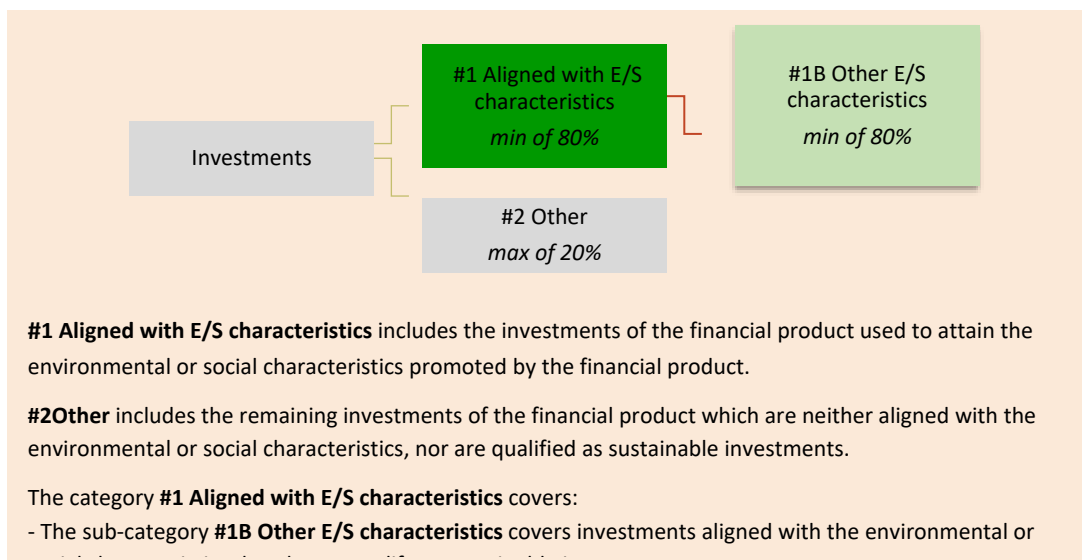 #1 Aligned with E/S
characteristics
min of 80%
#1B Other E/S
characteristics
min of 80%
Investments
#2 Other
max of 20%
#1 Aligned with E/S characteristics includes the investments of the financial product used to attain the
environmental or social characteristics promoted by the financial product.
#2Other includes the remaining investments of the financial product which are neither aligned with the
environmental or social characteristics, nor are qualified as sustainable investments.
The category #1 Aligned with E/S characteristics covers:
- The sub-category #1B Other E/S characteristics covers investments aligned with the environmental or